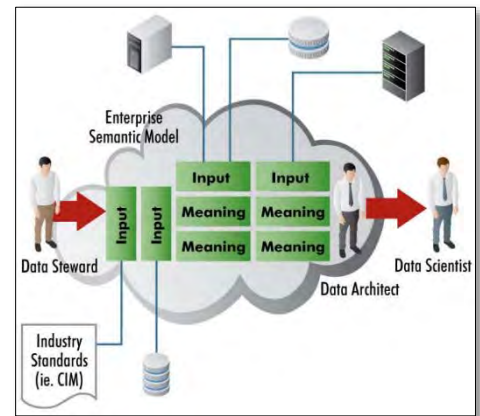 Enterprise
Semantic Model
Input
Input
Input
Input
Meaning
Meaning
Meaning
Meaning
Data Steward
Data Architect
Data Scientist
Industry
Standards
(ie. CIM)